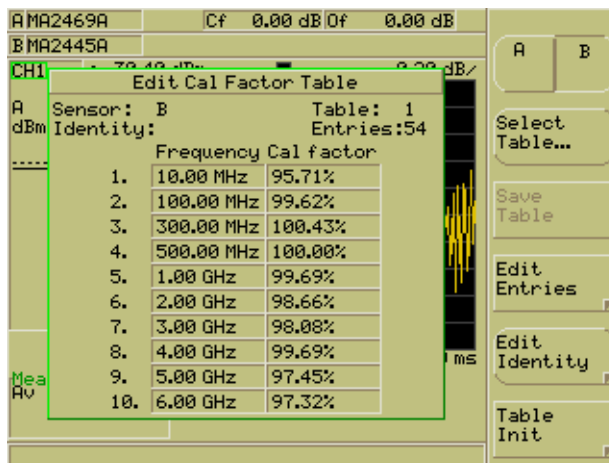 A MA2469A Cf 0.00 dB Of 0.00 dB
B MA2445A
CH1
dB/
Edit Cal Factor Table
A
dBm
Sensor: B Table: 1
Identity: Entries:54
Frequency Cal factor
1. 10.00 MHz 95.71%
2. 100.00 MHz 99.62%
3. 300.00 MHz 100.43%
4. 500.00 MHz 100.00%
5. 1.00 GHz 99.69%
6. 2.00 GHz 98.66%
7. 3.00 GHz 98.08%
8. 4.00 GHz 99.69%
9. 5.00 GHz 97.45%
10. 6.00 GHz 97.32%
ms
Mea
AV
A B
Select
Table...
Save
Table
Edit
Entries
Edit
Identity
Table
Init